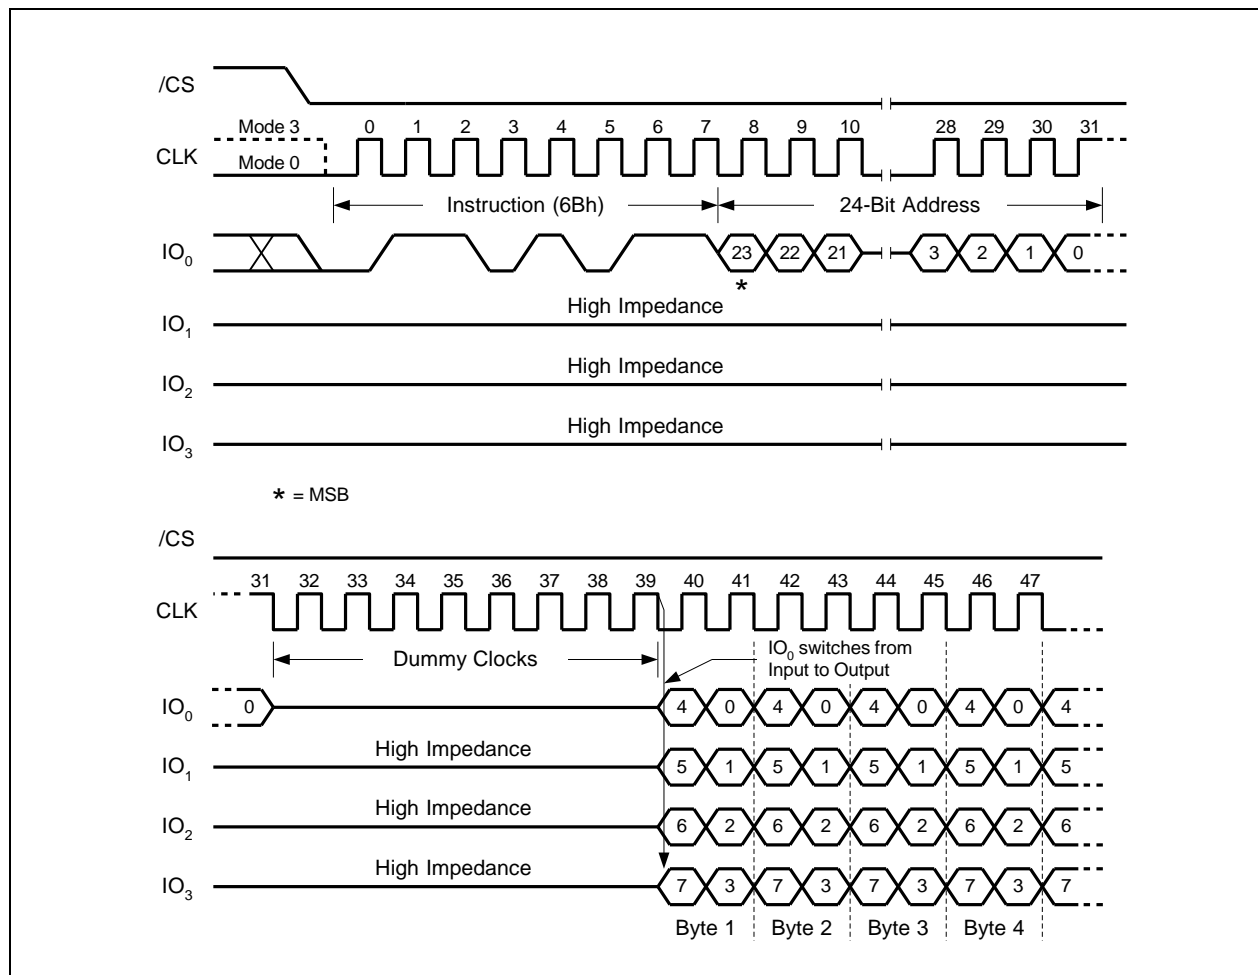 /CS
Mode 3 0 1 2 3 4 5 6 7 8 9 10 28 29 30 31
CLK
Mode 0
Instruction (6Bh) 24-Bit Address
IO0 23 22 21 3 2 1 0
*
High Impedance
IO1
High Impedance
IO2
High Impedance
IO3
* = MSB
/CS
31 32 33 34 35 36 37 38 39 40 41 42 43 44 45 46 47
CLK
Dummy Clocks
IO0 switches from
Input to Output
IO0 0 4 0 4 0 4 0 4 0 4
High Impedance
IO1 5 1 5 1 5 1 5 1 5
High Impedance
IO2 6 2 6 2 6 2 6 2 6
High Impedance
IO3 7 3 7 3 7 3 7 3 7
Byte 1 Byte 2 Byte 3 Byte 4